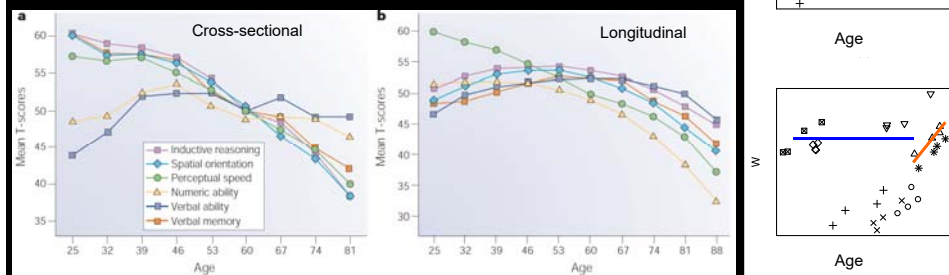 a
Cross-sectional
60
55
50
45
40
35
Mean T-scores
Inductive reasoning
Spatial orientation
Perceptual speed
Numeric ability
Verbal ability
Verbal memory
25 32 39 46 53 60 67 74 81
Age
b
Longitudinal
60
55
50
45
40
35
30
Mean T-scores
25 32 39 46 53 60 67 74 81 88
Age
Age
W
Age